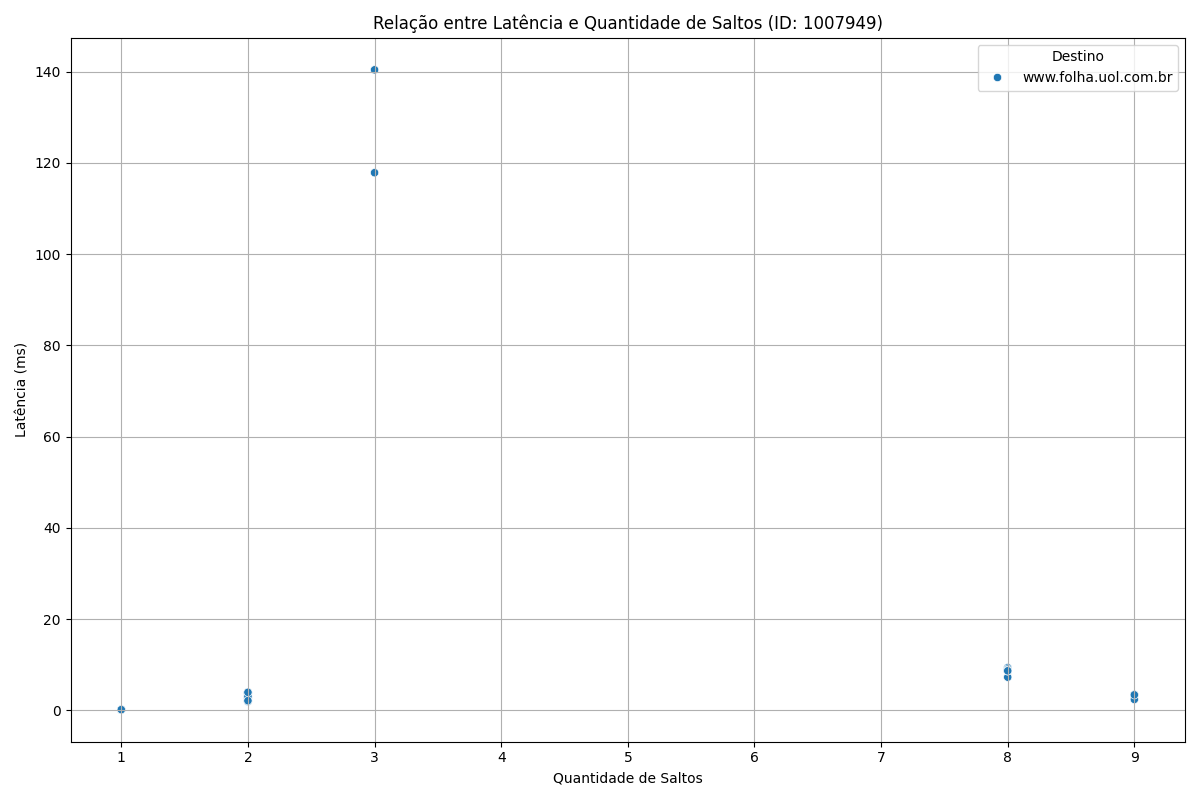 Relação entre Latência e Quantidade de Saltos (ID: 1007949)
Destino
www.folha.uol.com.br
Latência (ms)
140
120
100
80
60
40
20
0
1 2 3 4 5 6 7 8 9
Quantidade de Saltos